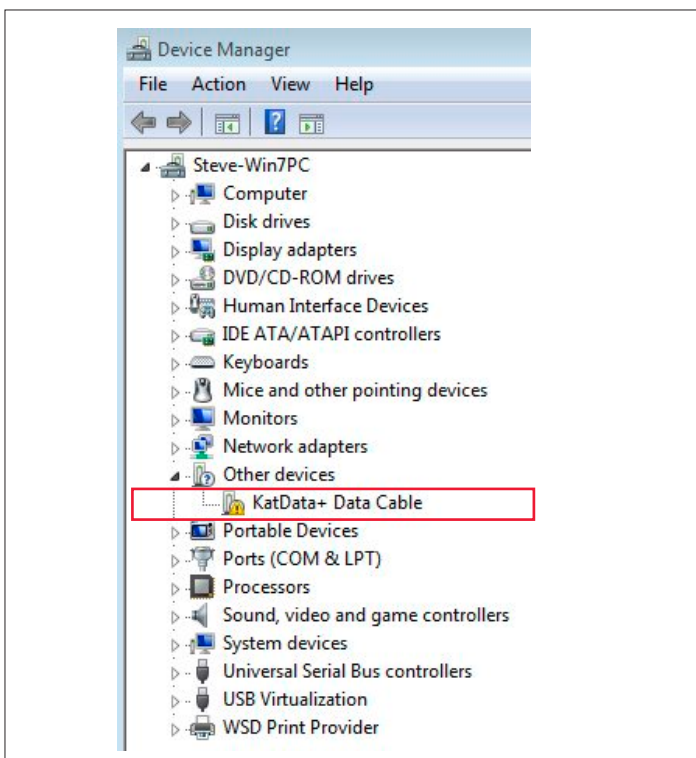 Device Manager
File Action View Help
Steve-Win7PC
Computer
Disk drives
Display adapters
DVD/CD-ROM drives
Human Interface Devices
IDE ATA/ATAPI controllers
Keyboards
Mice and other pointing devices
Monitors
Network adapters
Other devices
KatData+ Data Cable
Portable Devices
Ports (COM & LPT)
Processors
Sound, video and game controllers
System devices
Universal Serial Bus controllers
USB Virtualization
WSD Print Provider